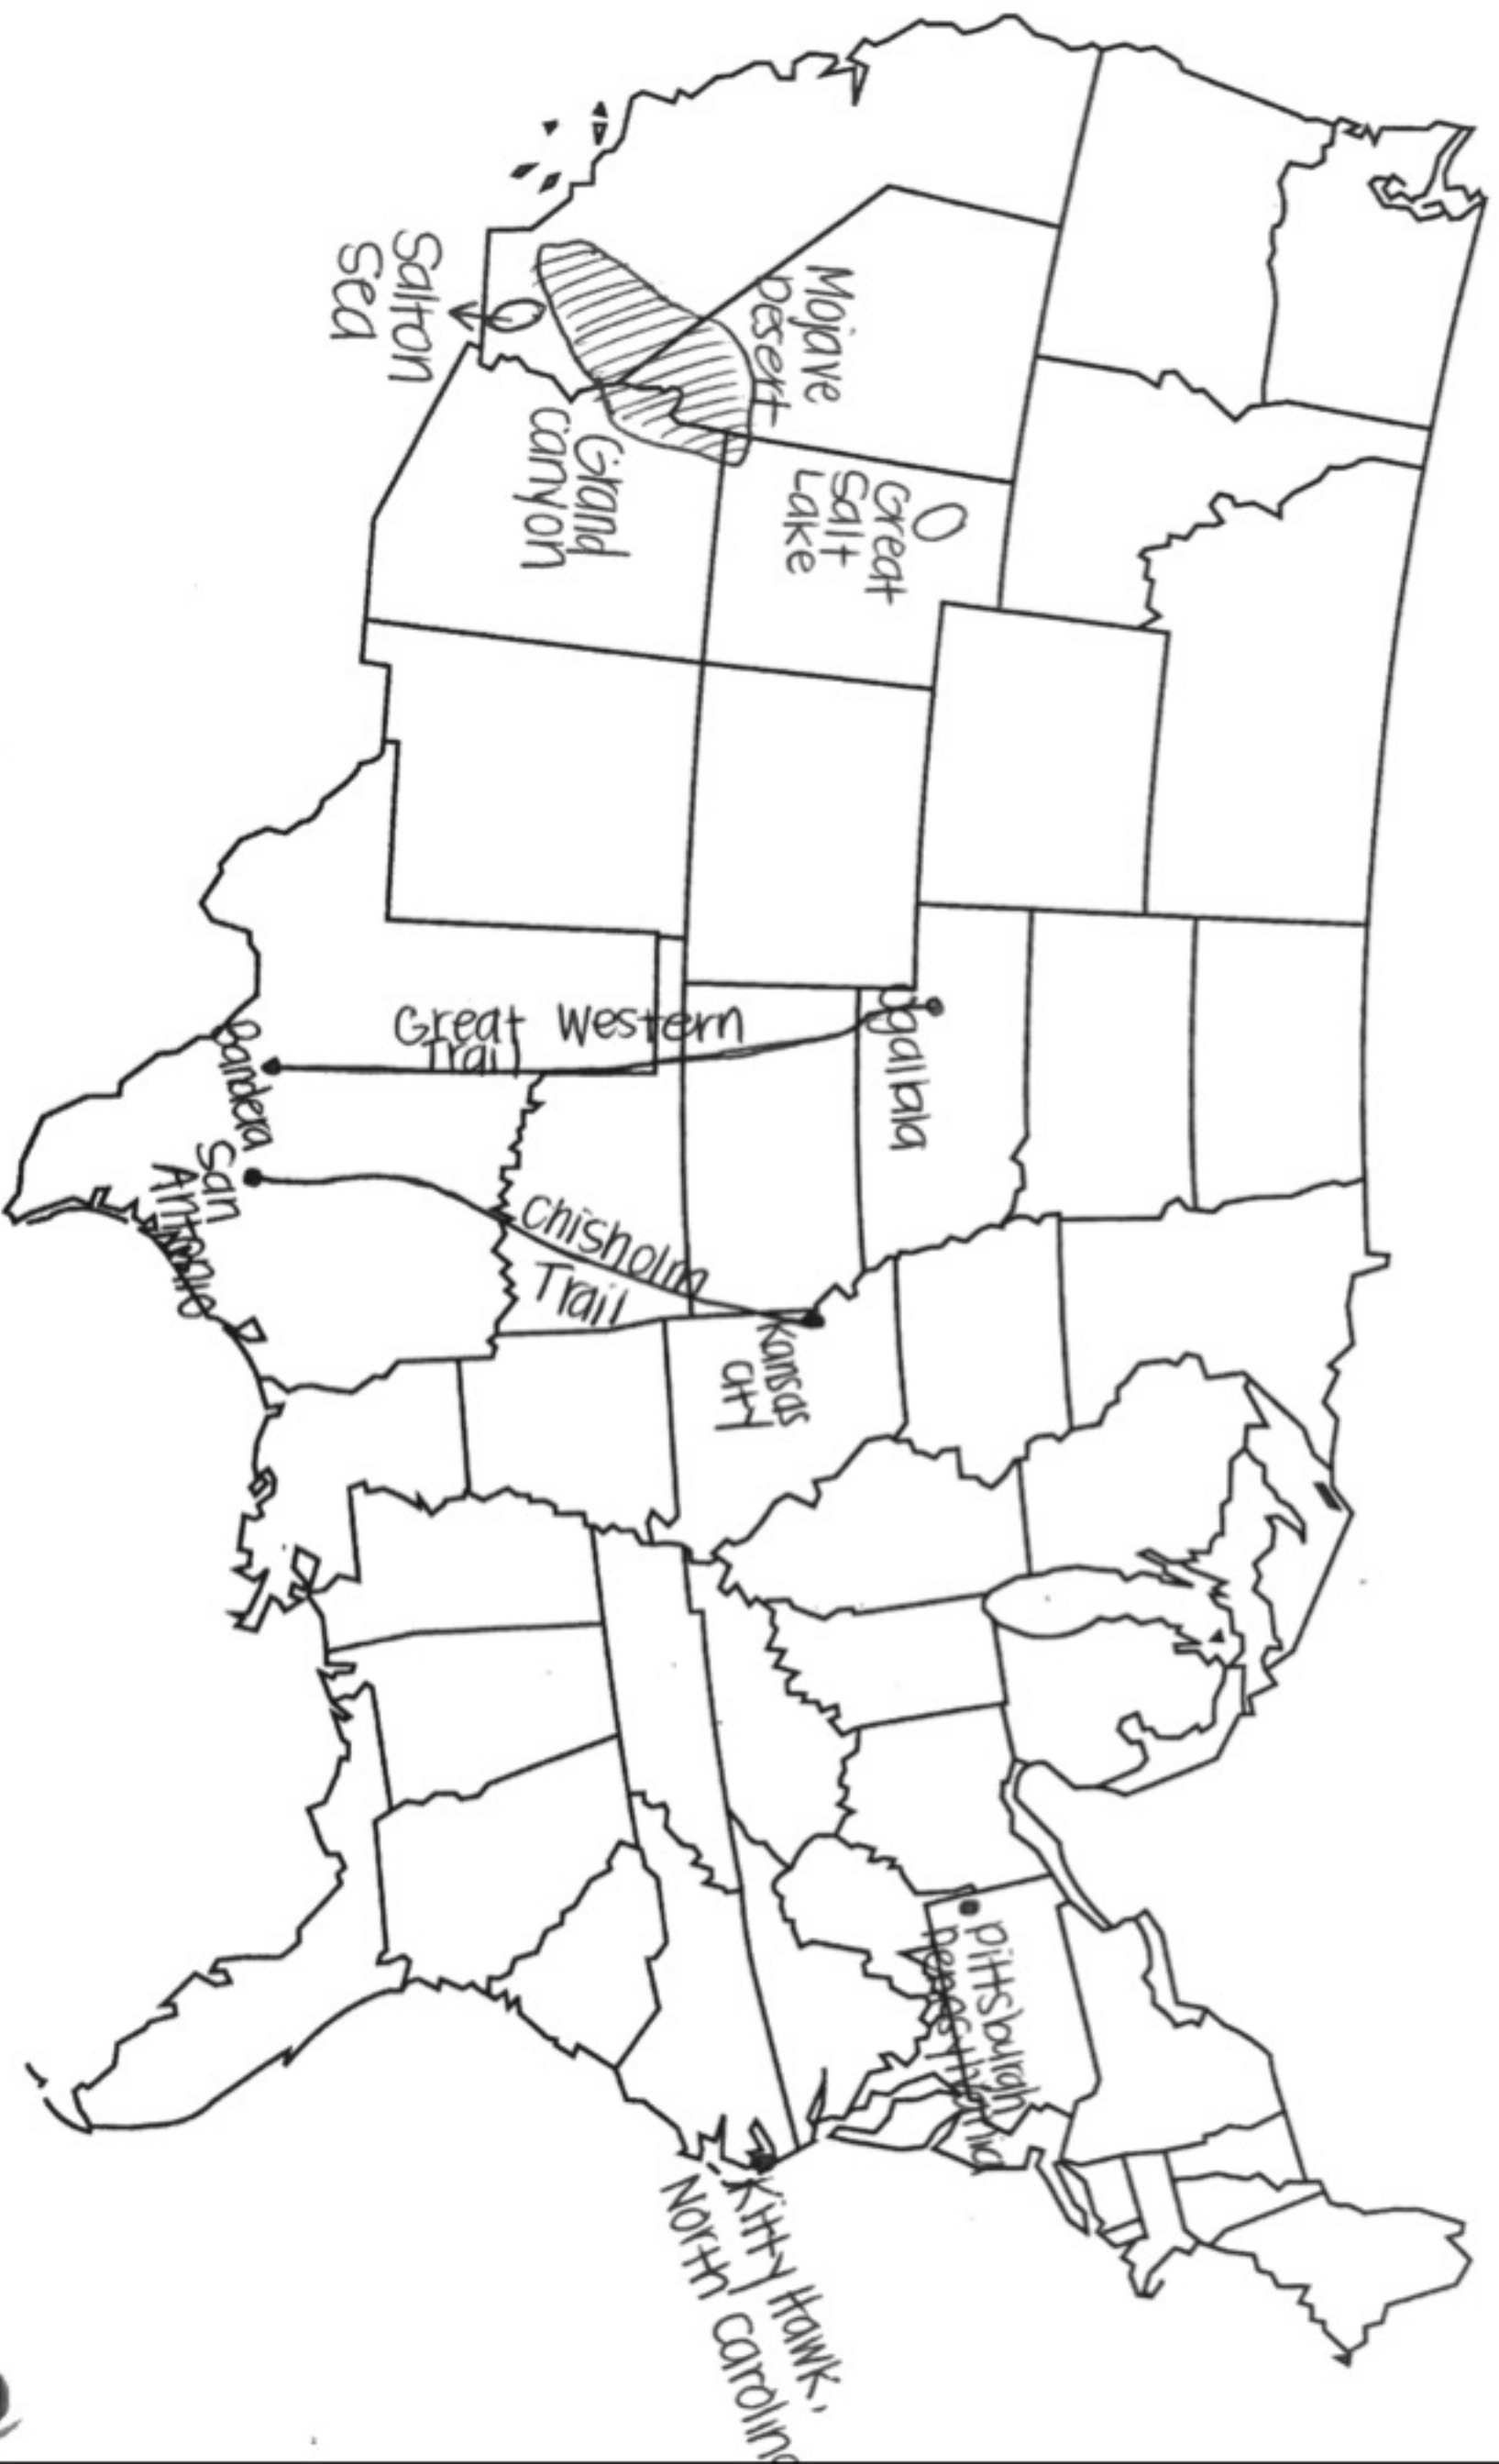 Salton
Sea
Mojave
Desert
Great
Salt
Lake
Grand
Canyon
Great Western
Trail
Ogallala
Bandera
San
Antonio
Chisholm
Trail
Kansas
City
Pittsburgh
Kitty Hawk,
North Carolina